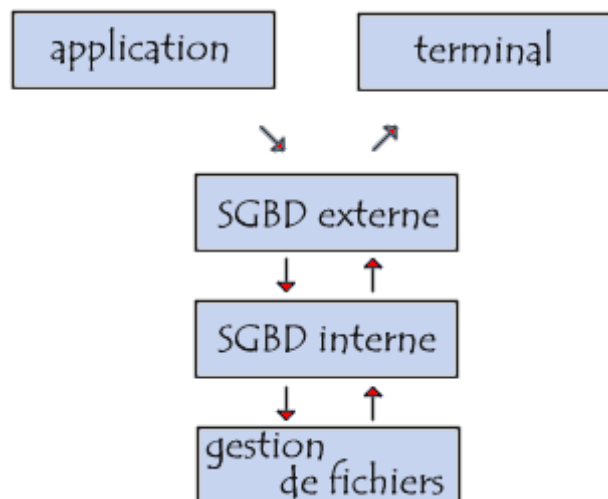 application
terminal
SGBD externe
SGBD interne
gestion
de fichiers